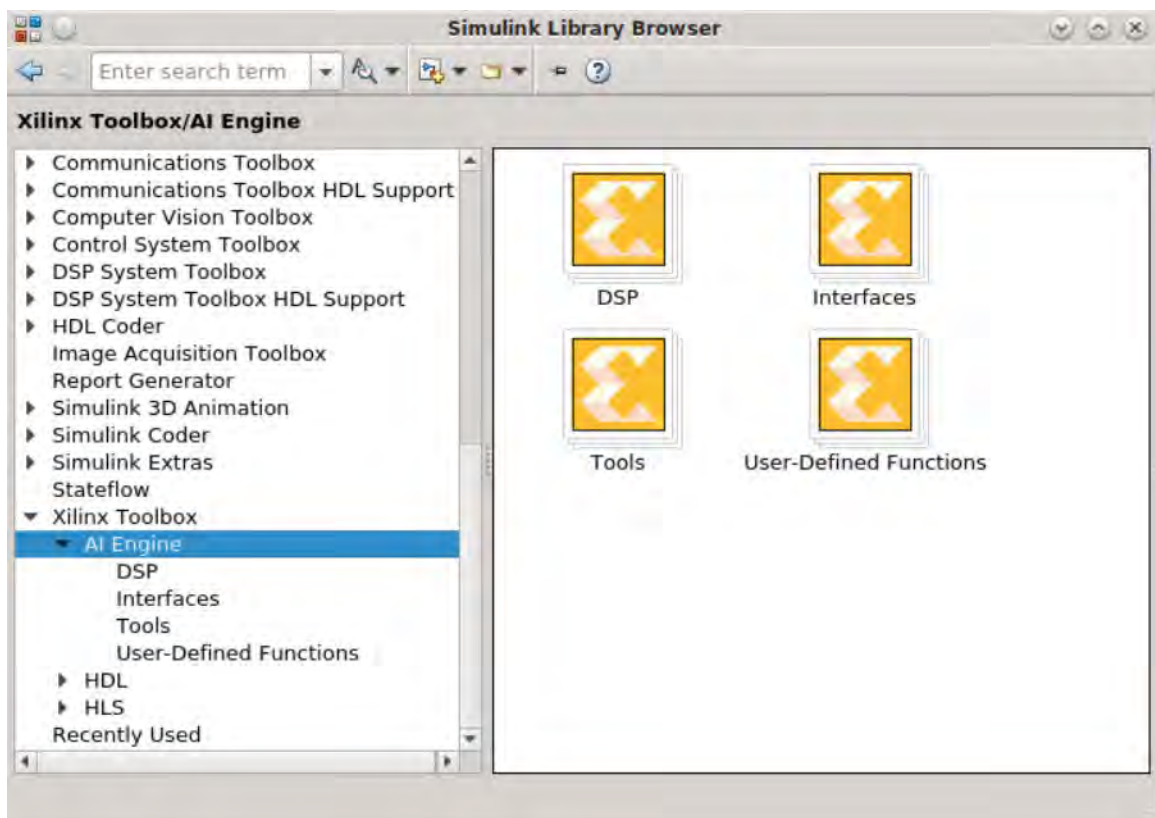 Simulink Library Browser
Enter search term
Xilinx Toolbox/AI Engine
Communications Toolbox
Communications Toolbox HDL Support
Computer Vision Toolbox
Control System Toolbox
DSP System Toolbox
DSP System Toolbox HDL Support
HDL Coder
Image Acquisition Toolbox
Report Generator
Simulink 3D Animation
Simulink Coder
Simulink Extras
Stateflow
Xilinx Toolbox
AI Engine
DSP
Interfaces
Tools
User-Defined Functions
HDL
HLS
Recently Used
DSP
Interfaces
Tools
User-Defined Functions